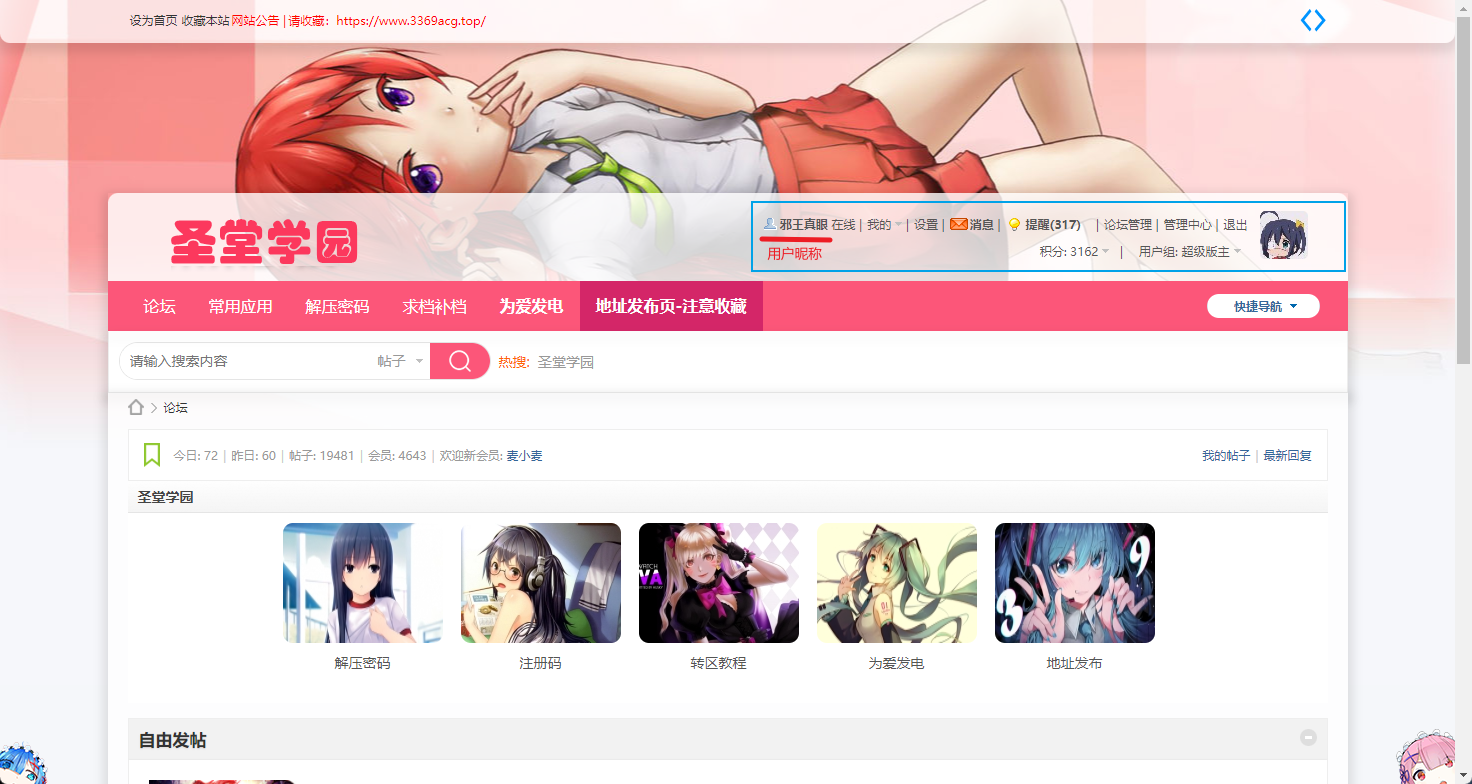 设为首页 收藏本站 网站公告 | 请收藏：https://www.3369acg.top/
圣堂学园
邪王真眼 在线 | 我的 | 设置 | 消息 | 提醒(317) | 论坛管理 | 管理中心 | 退出
用户昵称
积分: 3162 | 用户组: 超级版主
论坛 常用应用 解压密码 求档补档 为爱发电 地址发布页-注意收藏 快捷导航
请输入搜索内容 帖子 热搜: 圣堂学园
论坛
今日: 72 | 昨日: 60 | 帖子: 19481 | 会员: 4643 | 欢迎新会员: 麦小麦 我的帖子 | 最新回复
圣堂学园
VA
3 9
解压密码 注册码 转区教程 为爱发电 地址发布
自由发帖